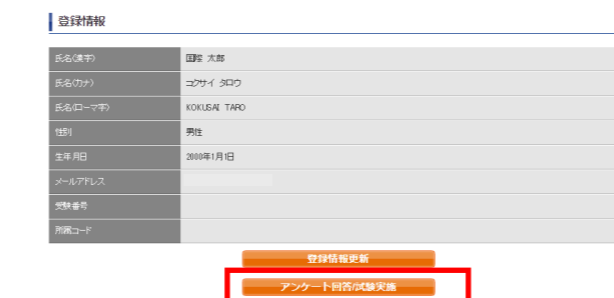 登録情報
氏名(漢字) 国際 太郎
氏名(カナ) コクサイ タロウ
氏名(ローマ字) KOKUSAI TARO
性別 男性
生年月日 2000年1月1日
メールアドレス
受験番号
所属コード
登録情報更新
アンケート回答/試験実施